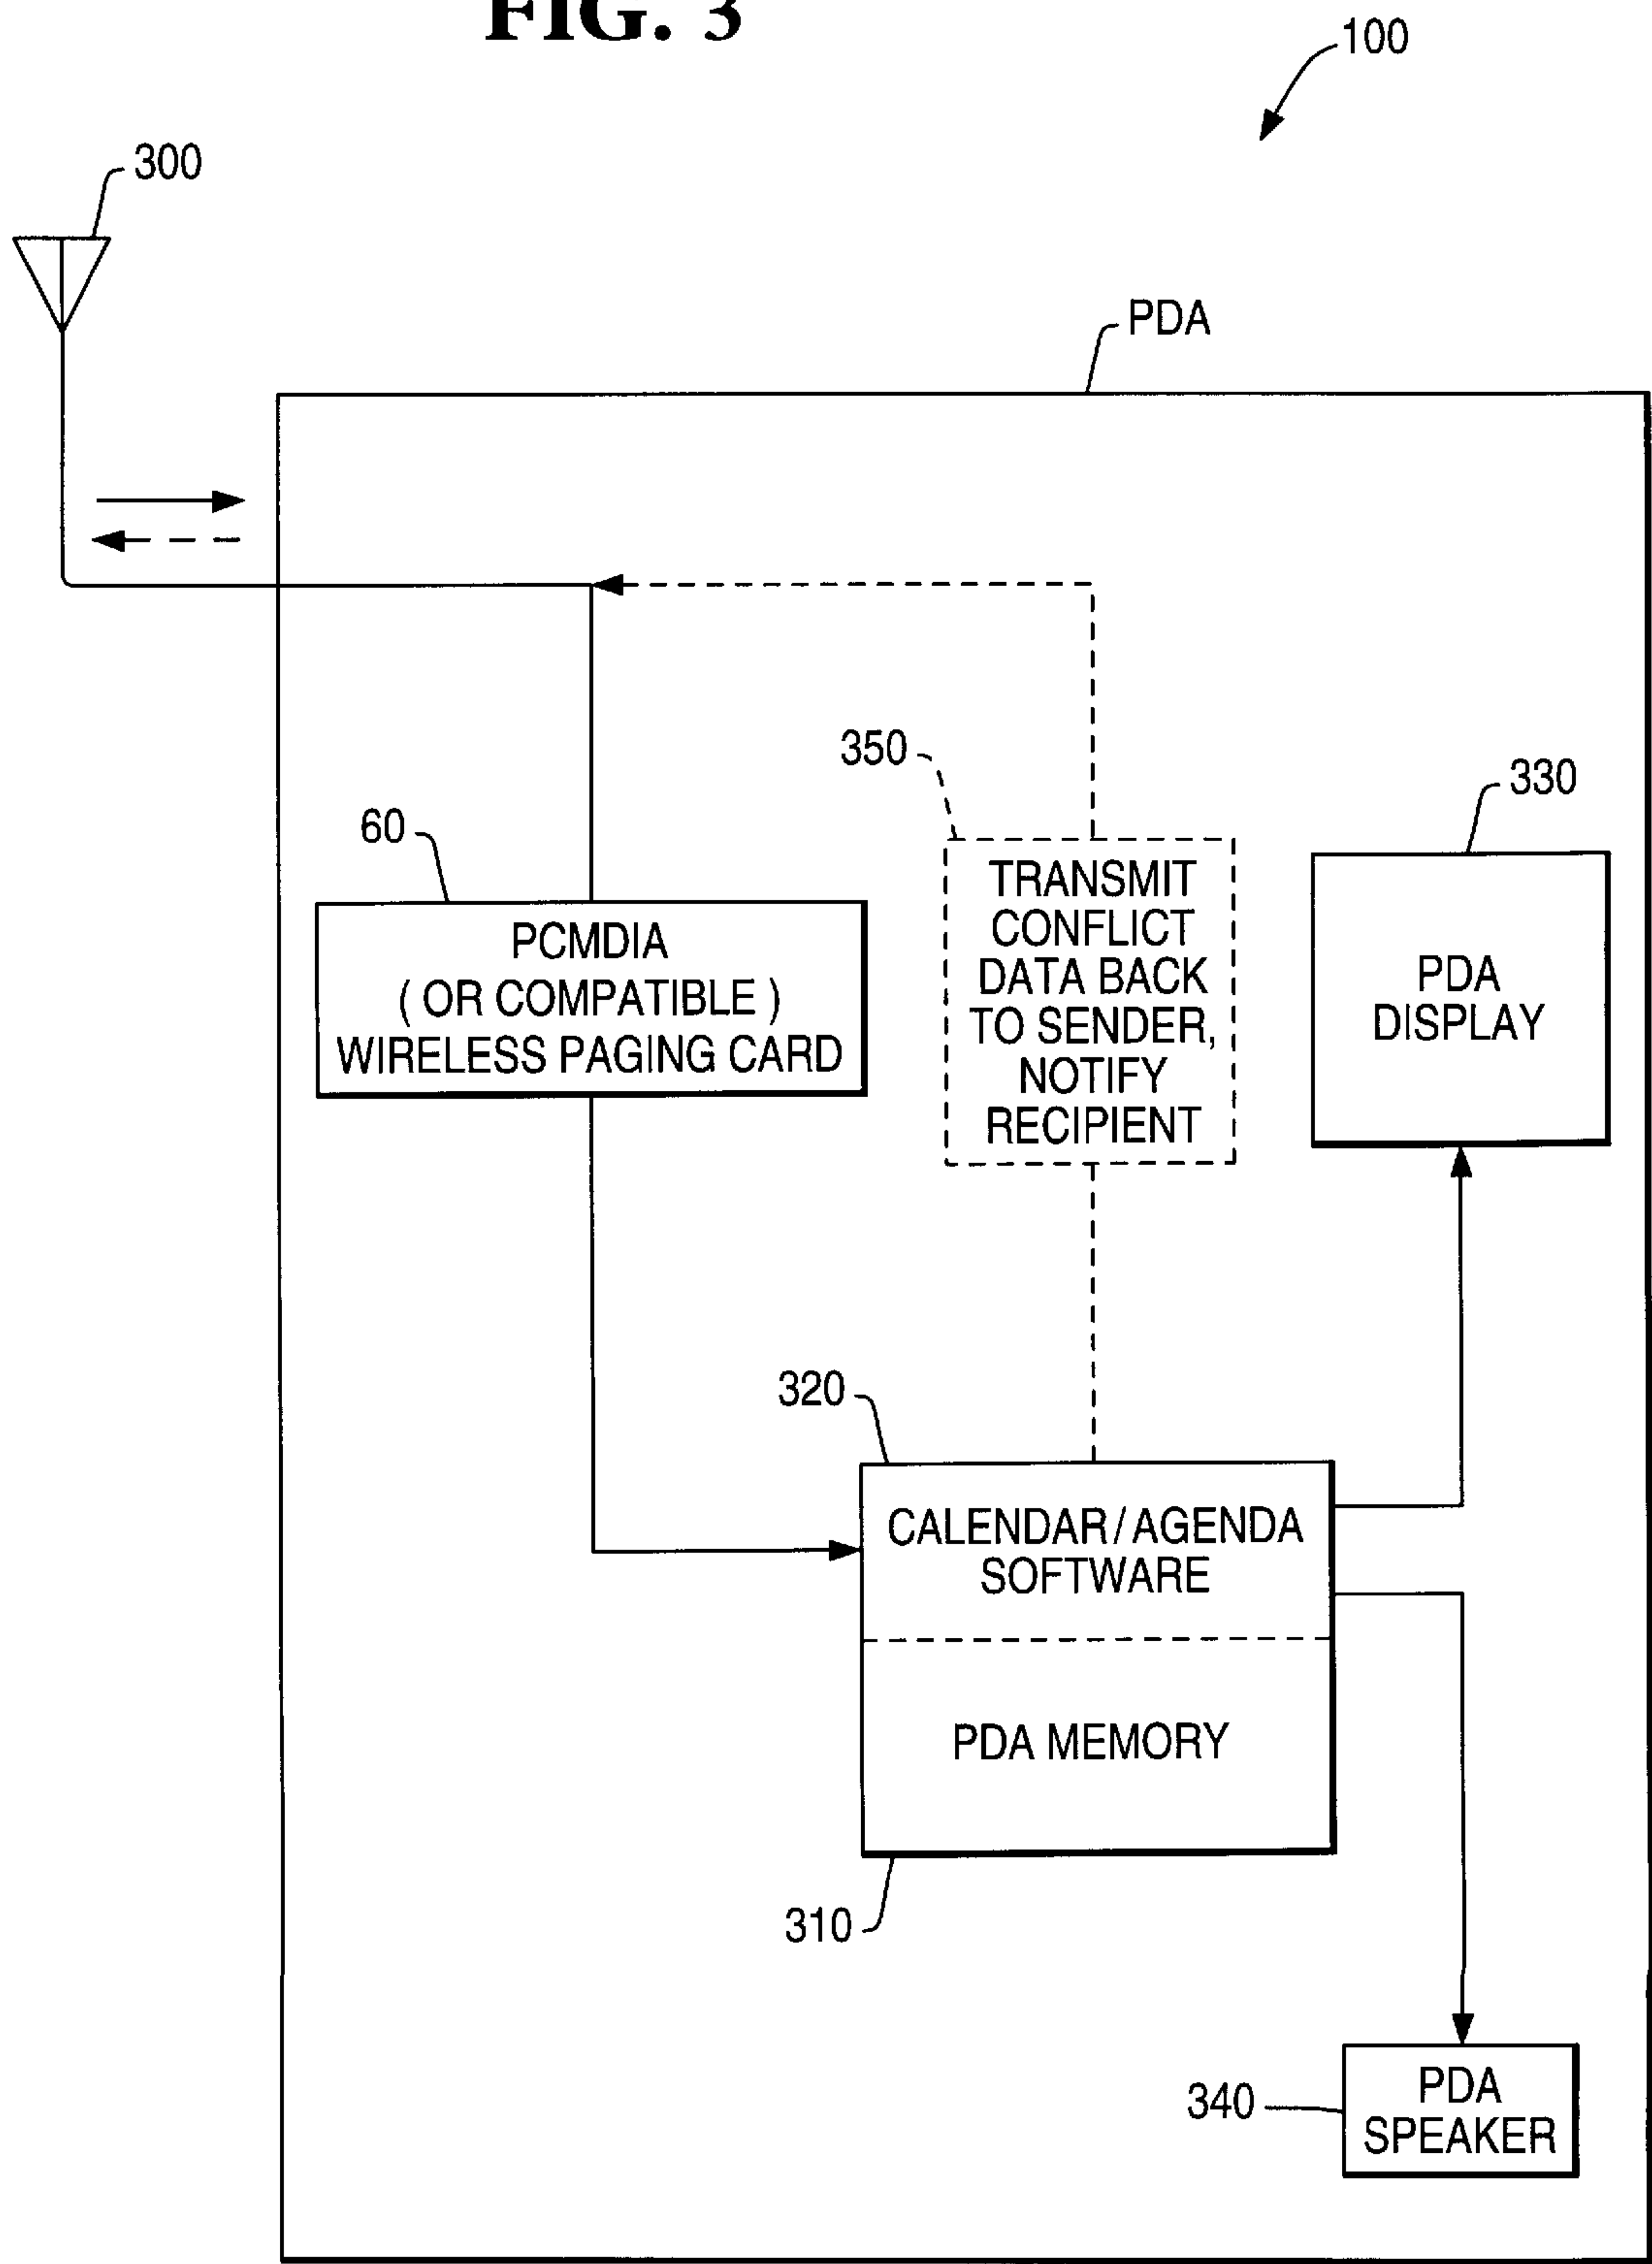 FIG. 3
100
300
PDA
350
330
60
TRANSMIT
CONFLICT
DATA BACK
TO SENDER,
NOTIFY
RECIPIENT
PDA
DISPLAY
PCMDIA
( OR COMPATIBLE )
WIRELESS PAGING CARD
320
CALENDAR / AGENDA
SOFTWARE
PDA MEMORY
310
340
PDA
SPEAKER